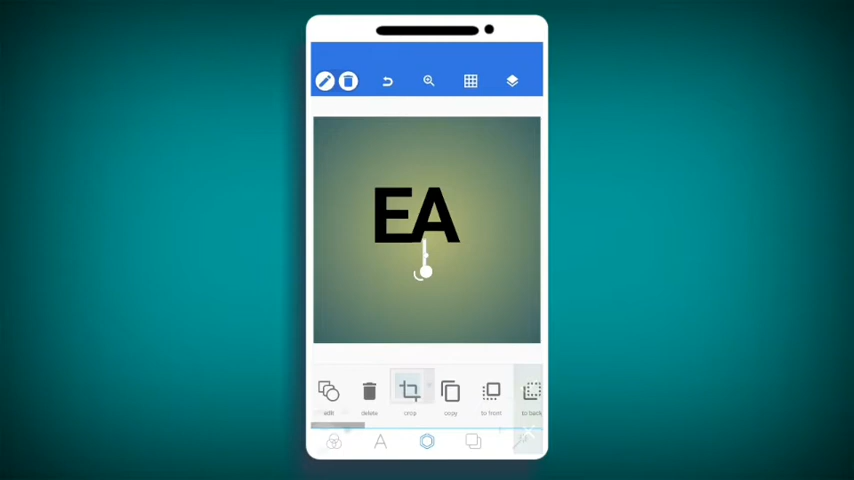 EA
edit
delete
crop
copy
to front
to back
A